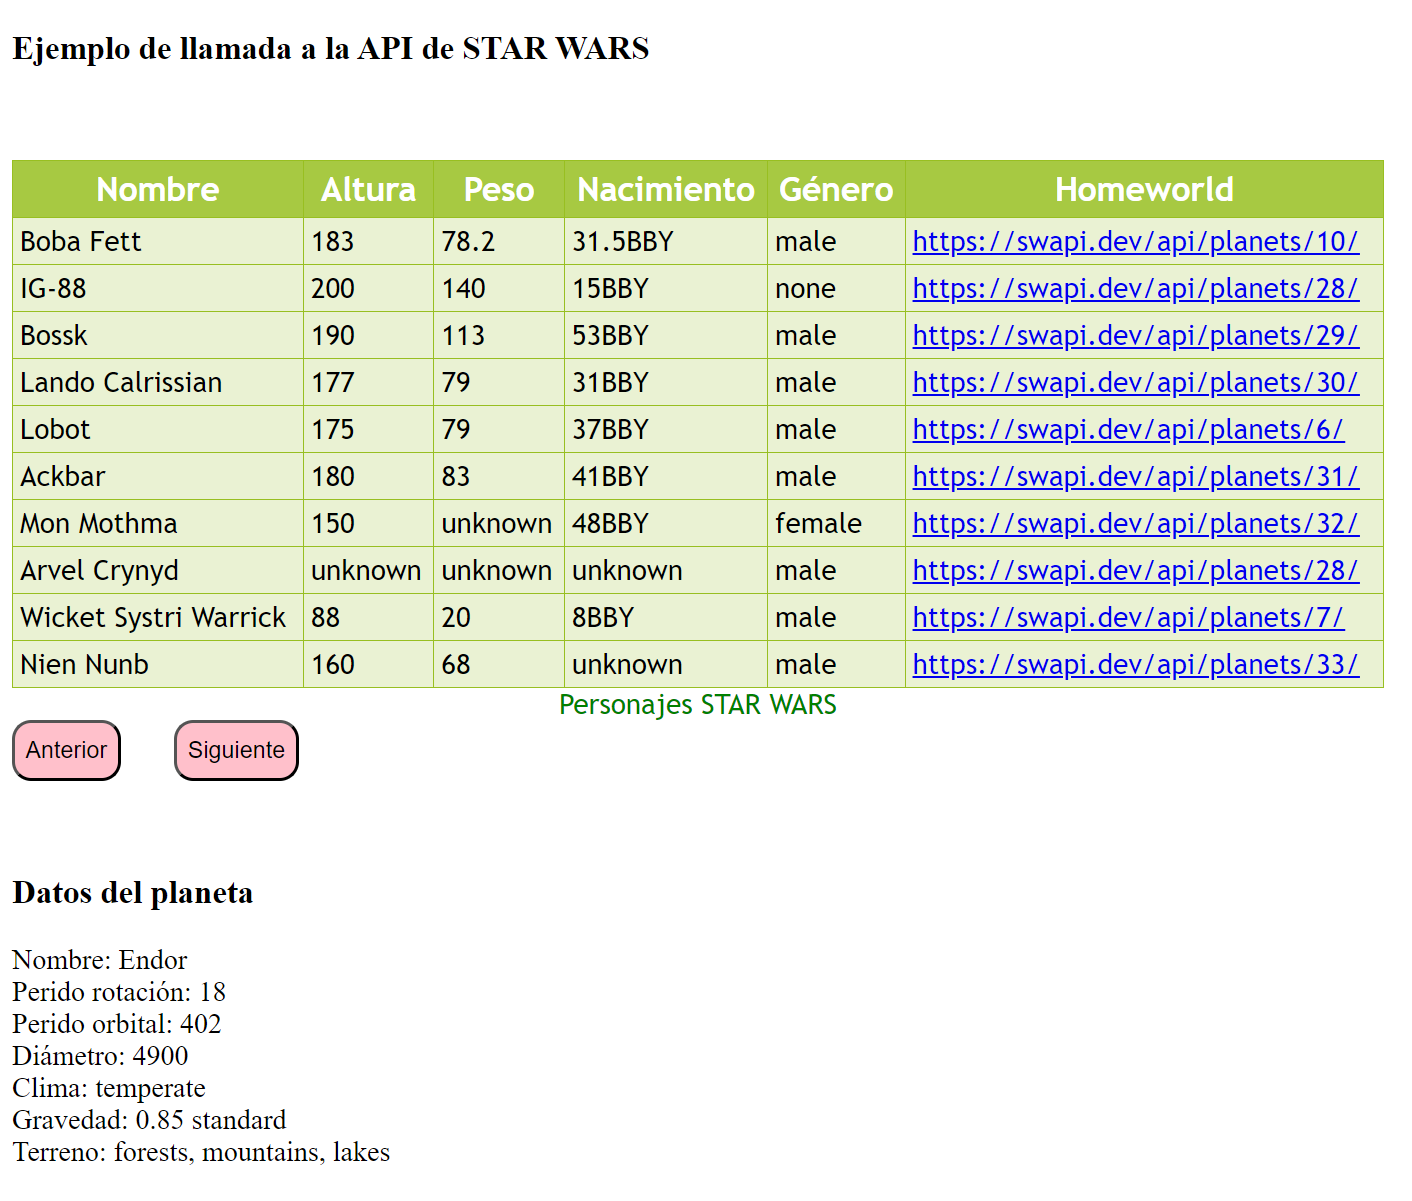 Ejemplo de llamada a la API de STAR WARS
Nombre Altura Peso Nacimiento Género Homeworld
Boba Fett 183 78.2 31.5BBY male https://swapi.dev/api/planets/10/
IG-88 200 140 15BBY none https://swapi.dev/api/planets/28/
Bossk 190 113 53BBY male https://swapi.dev/api/planets/29/
Lando Calrissian 177 79 31BBY male https://swapi.dev/api/planets/30/
Lobot 175 79 37BBY male https://swapi.dev/api/planets/6/
Ackbar 180 83 41BBY male https://swapi.dev/api/planets/31/
Mon Mothma 150 unknown 48BBY female https://swapi.dev/api/planets/32/
Arvel Crynyd unknown unknown unknown male https://swapi.dev/api/planets/28/
Wicket Systri Warrick 88 20 8BBY male https://swapi.dev/api/planets/7/
Nien Nunb 160 68 unknown male https://swapi.dev/api/planets/33/
Personajes STAR WARS
Anterior Siguiente
Datos del planeta
Nombre: Endor
Perido rotación: 18
Perido orbital: 402
Diámetro: 4900
Clima: temperate
Gravedad: 0.85 standard
Terreno: forests, mountains, lakes